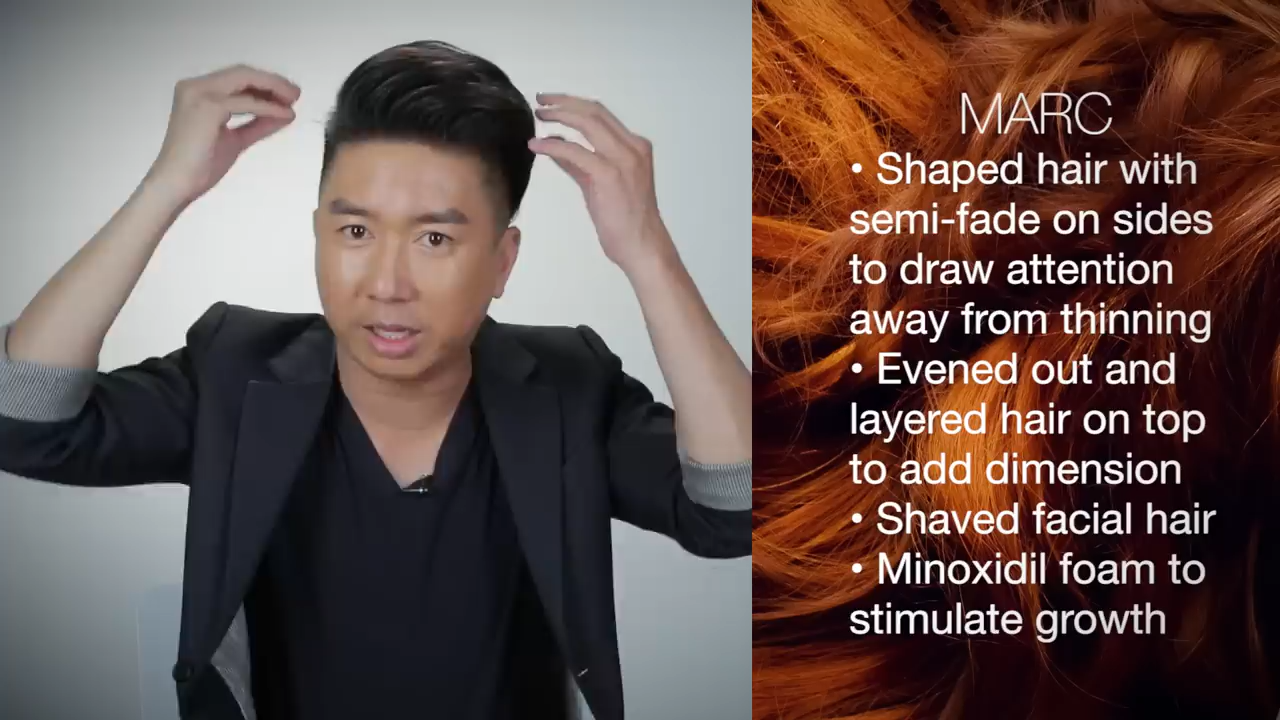 MARC
• Shaped hair with
semi-fade on sides
to draw attention
away from thinning
• Evened out and
layered hair on top
to add dimension
• Shaved facial hair
• Minoxidil foam to
stimulate growth